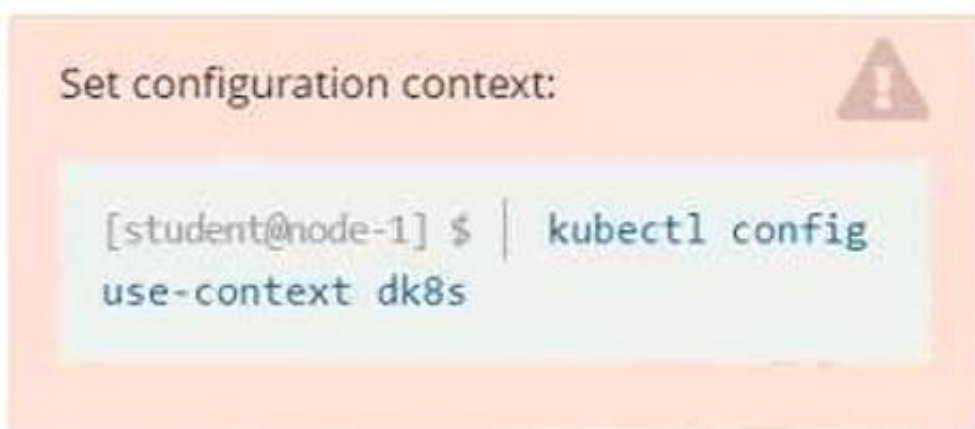 Set configuration context:
[student@node-1] $ | kubectl config
use-context dk8s